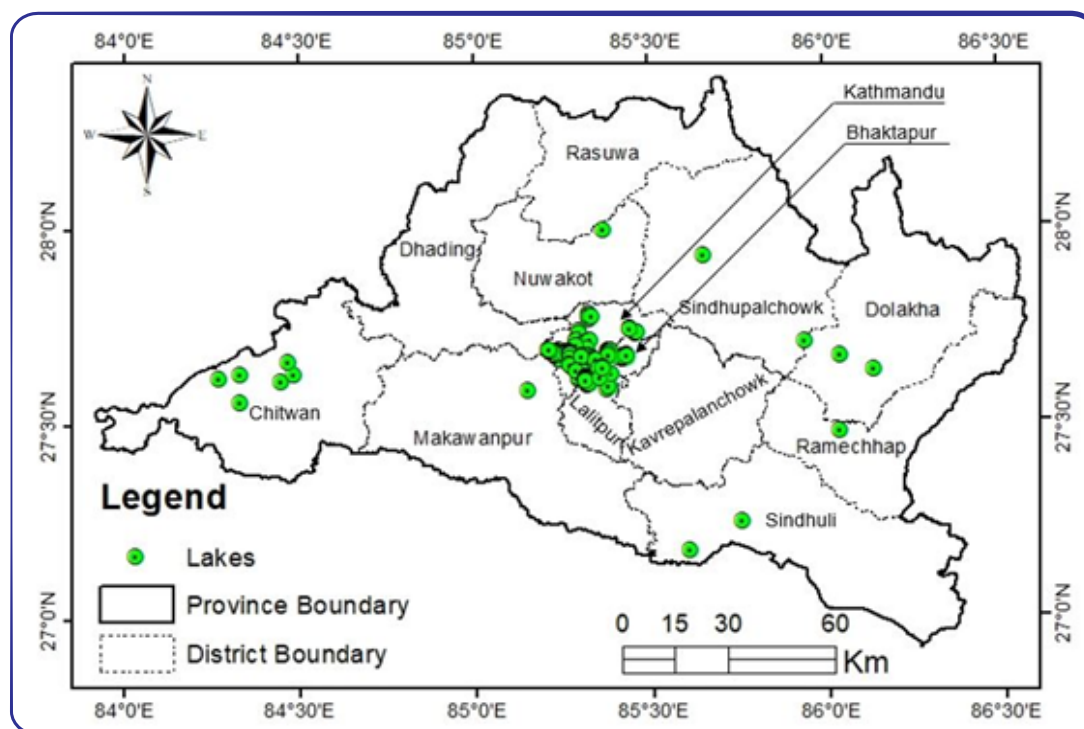 84°0'E 84°30'E 85°0'E 85°30'E 86°0'E 86°30'E
N
W E
S
Kathmandu
Bhaktapur
Rasuwa
28°0'N 28°0'N
Dhading
Nuwakot
Sindhupalchowk
Dolakha
27°30'N 27°30'N
Chitwan
Makawanpur
Lalitpur
Kavrepalanchowk
Ramechhap
Sindhuli
Legend
Lakes
Province Boundary
District Boundary
27°0'N 27°0'N
0 15 30 60
Km
84°0'E 84°30'E 85°0'E 85°30'E 86°0'E 86°30'E